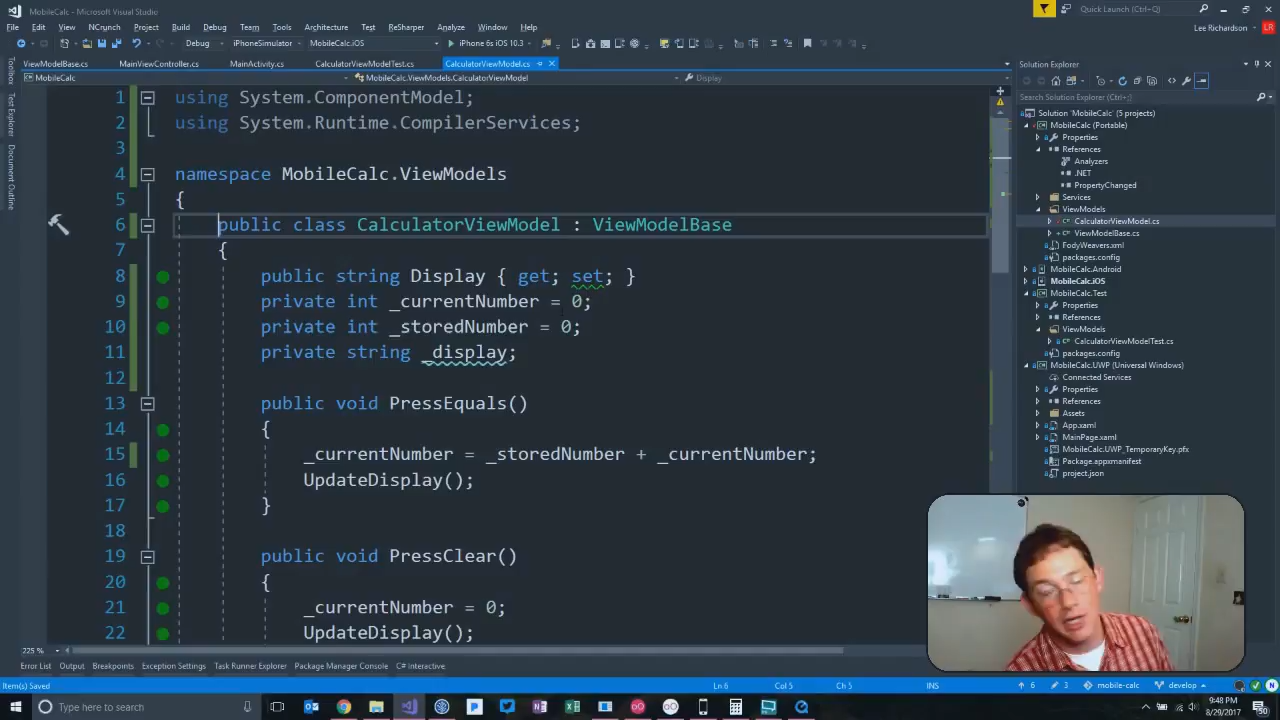 MobileCalc - Microsoft Visual Studio
Quick Launch (Ctrl+Q)
File Edit View Project Build Debug Team Tools Architecture Test ReSharper Analyze Window Help
Lee Richardson LR
Debug iPhoneSimulator MobileCalc.iOS iPhone 6s iOS 10.3
ViewModelBase.cs MainViewController.cs MainActivity.cs CalculatorViewModelTest.cs CalculatorViewModel.cs
MobileCalc MobileCalc.ViewModels.CalculatorViewModel Display
Toolbox
Test Explorer
Document Outline
1 using System.ComponentModel;
2 using System.Runtime.CompilerServices;
3
4 namespace MobileCalc.ViewModels
5 {
6 public class CalculatorViewModel : ViewModelBase
7 {
8 public string Display { get; set; }
9 private int _currentNumber = 0;
10 private int _storedNumber = 0;
11 private string _display;
12
13 public void PressEquals()
14 {
15 _currentNumber = _storedNumber + _currentNumber;
16 UpdateDisplay();
17 }
18
19 public void PressClear()
20 {
21 _currentNumber = 0;
22 UpdateDisplay();
225 %
Solution Explorer
Search Solution Explorer (Ctrl+;)
Solution 'MobileCalc' (5 projects)
MobileCalc (Portable)
Properties
References
Analyzers
.NET
PropertyChanged
Services
ViewModels
CalculatorViewModel.cs
ViewModelBase.cs
FodyWeavers.xml
packages.config
MobileCalc.Android
MobileCalc.iOS
MobileCalc.Test
Properties
References
ViewModels
CalculatorViewModelTest.cs
packages.config
MobileCalc.UWP (Universal Windows)
Connected Services
Properties
References
Assets
App.xaml
MainPage.xaml
MobileCalc.UWP_TemporaryKey.pfx
Package.appxmanifest
project.json
Error List Output Breakpoints Exception Settings Task Runner Explorer Package Manager Console C# Interactive
Item(s) Saved Ln 6 Col 5 Ch 5 INS 6 3 mobile-calc develop
Type here to search
9:48 PM
8/29/2017